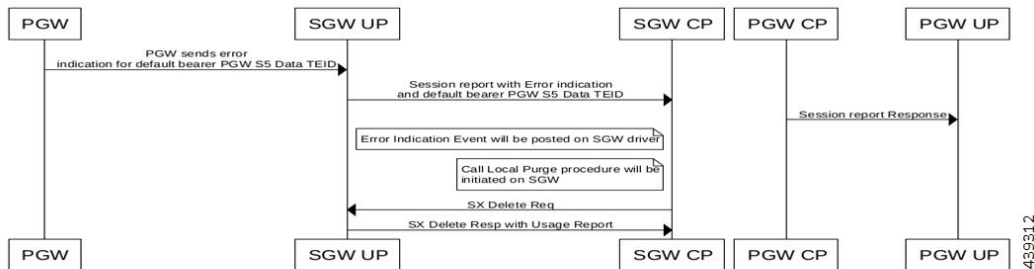 PGW SGW UP SGW CP PGW CP PGW UP
PGW sends error
indication for default bearer PGW S5 Data TEID
Session report with Error indication
and default bearer PGW S5 Data TEID
Session report Response
Error Indication Event will be posted on SGW driver
Call Local Purge procedure will be
initiated on SGW
SX Delete Req
SX Delete Resp with Usage Report
PGW SGW UP SGW CP PGW CP PGW UP
439312